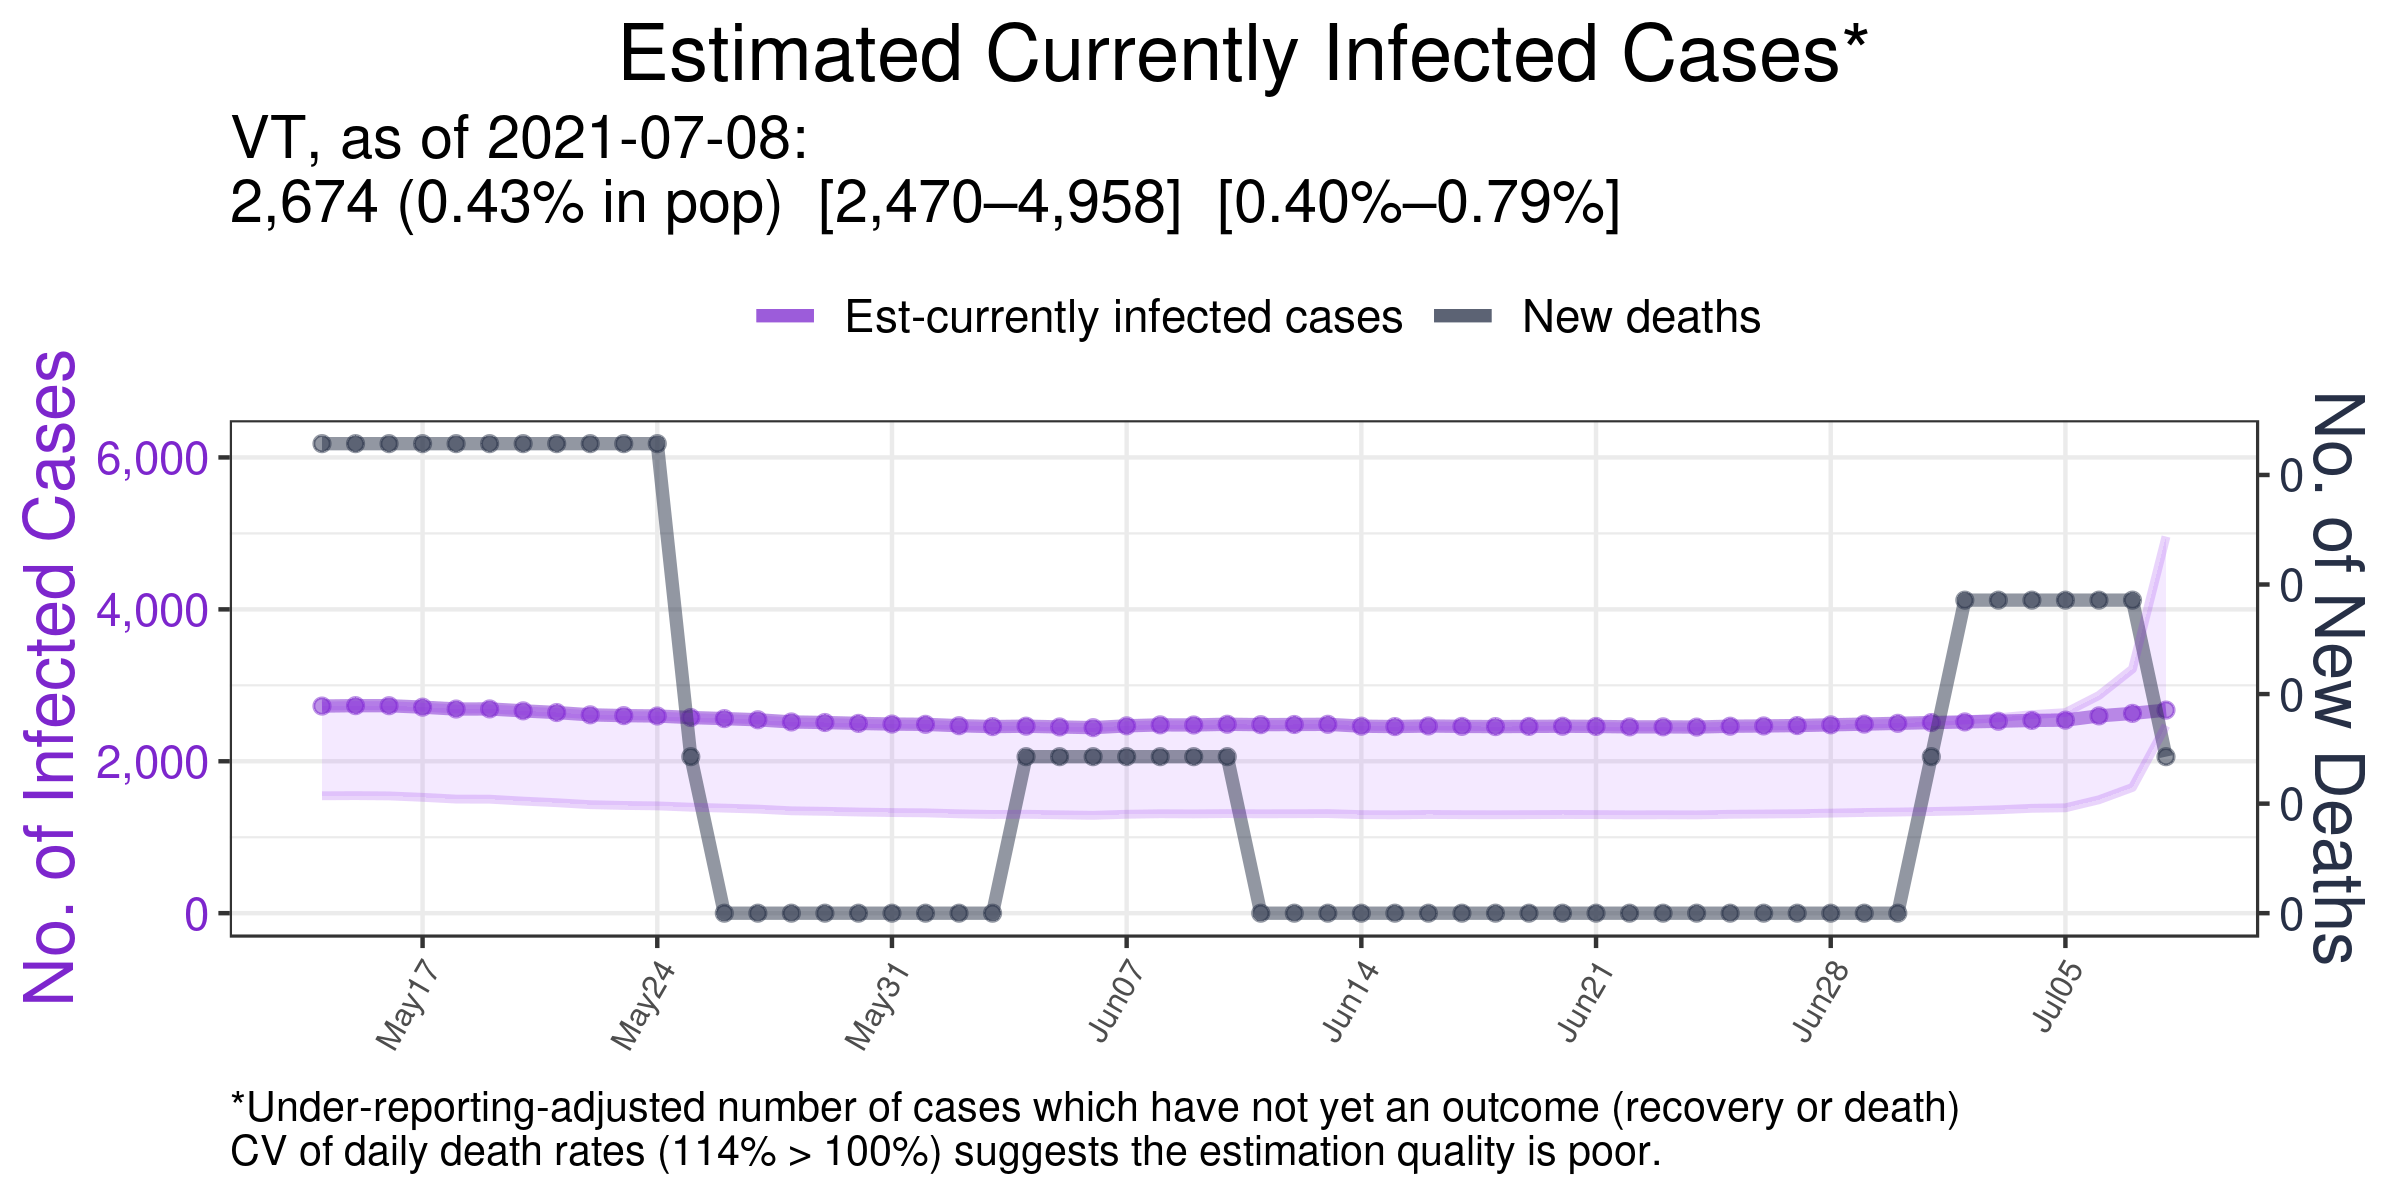 Estimated Currently Infected Cases*
VT, as of 2021-07-08:
2,674 (0.43% in pop)  [2,470–4,958]  [0.40%–0.79%]
Est-currently infected cases
New deaths
No. of Infected Cases
6,000
4,000
2,000
0
No. of New Deaths
0
0
0
0
0
May17
May24
May31
Jun07
Jun14
Jun21
Jun28
Jul05
*Under-reporting-adjusted number of cases which have not yet an outcome (recovery or death)
CV of daily death rates (114% > 100%) suggests the estimation quality is poor.